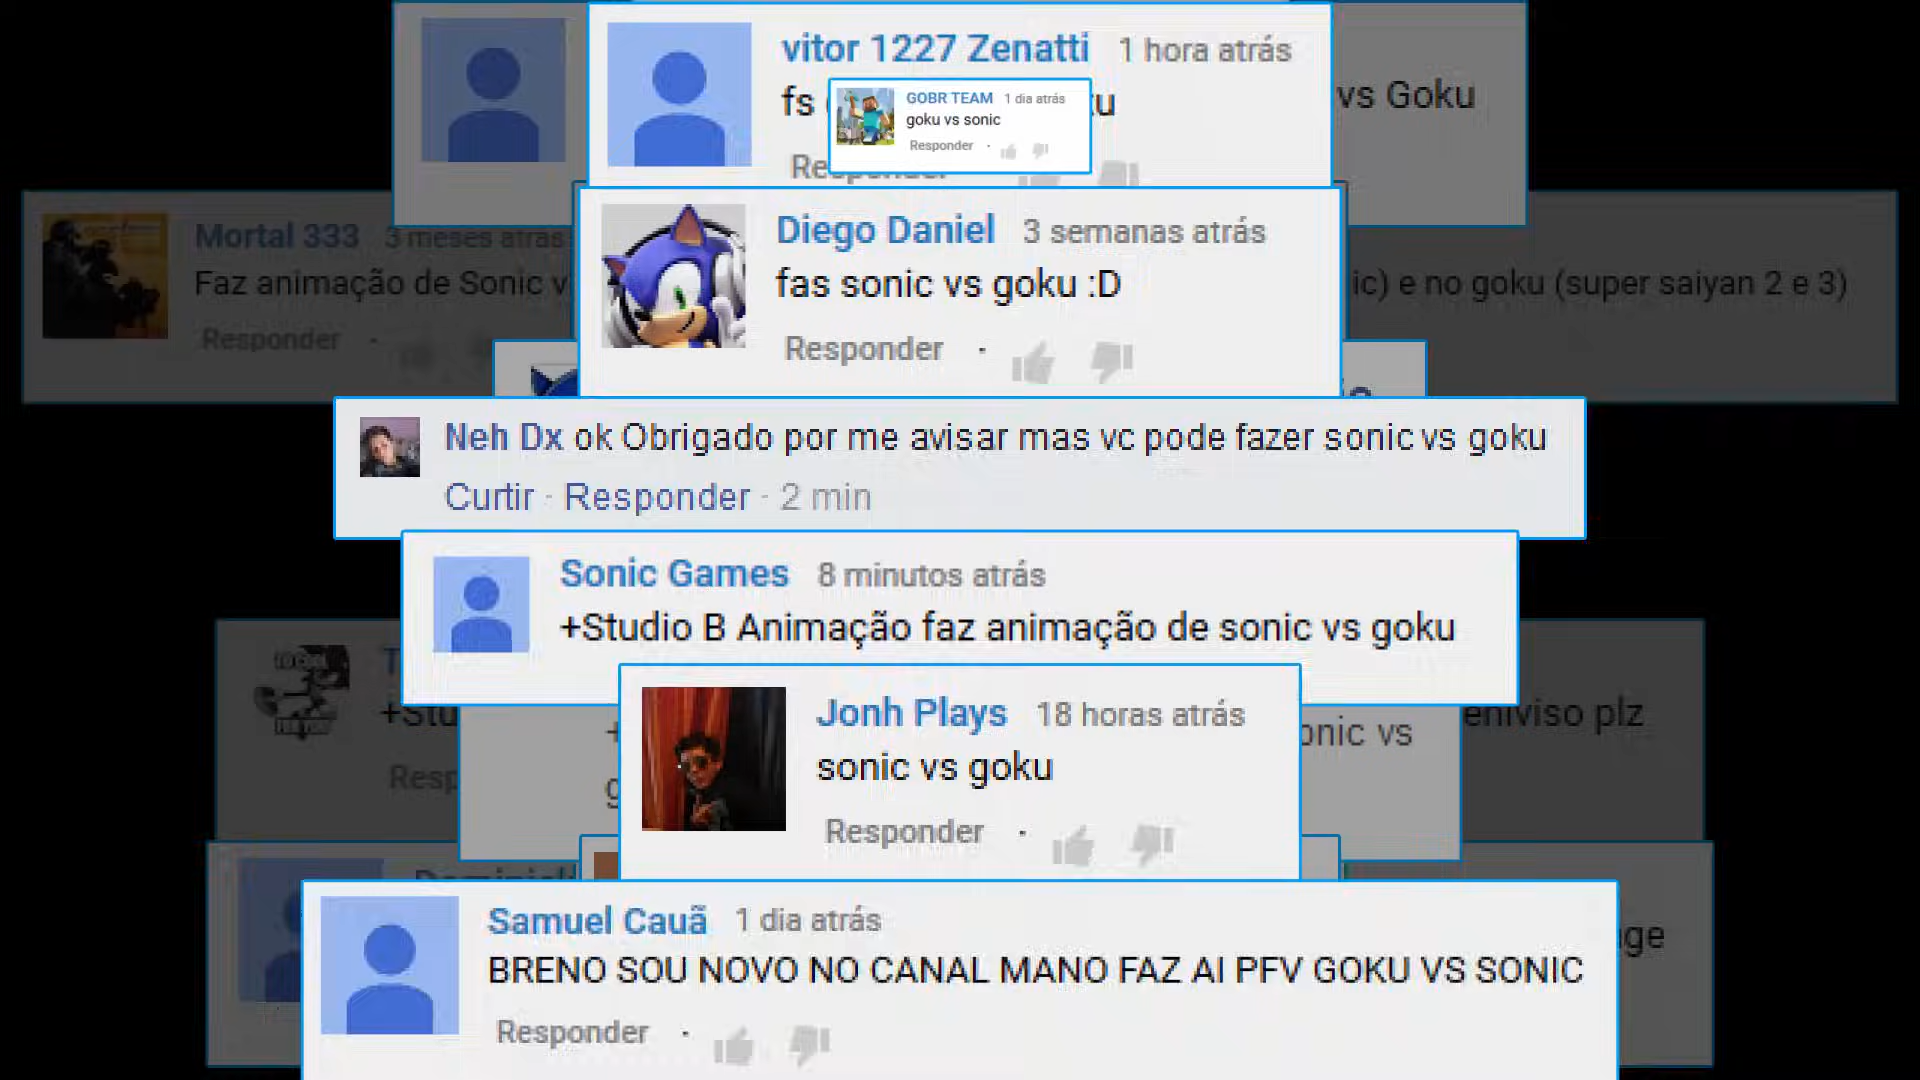 vitor 1227 Zenatti 1 hora atrás
fs
GOBR TEAM 1 dia atrás
goku vs sonic
Responder
vs Goku
Mortal 333 3 meses atrás
Faz animação de Sonic v
ic) e no goku (super saiyan 2 e 3)
Responder
Diego Daniel 3 semanas atrás
fas sonic vs goku :D
Responder
Neh Dx ok Obrigado por me avisar mas vc pode fazer sonic vs goku
Curtir · Responder · 2 min
Sonic Games 8 minutos atrás
+Studio B Animação faz animação de sonic vs goku
+Stu
Resp
onic vs
plz
Jonh Plays 18 horas atrás
sonic vs goku
Responder
Samuel Cauã 1 dia atrás
BRENO SOU NOVO NO CANAL MANO FAZ AI PFV GOKU VS SONIC
Responder